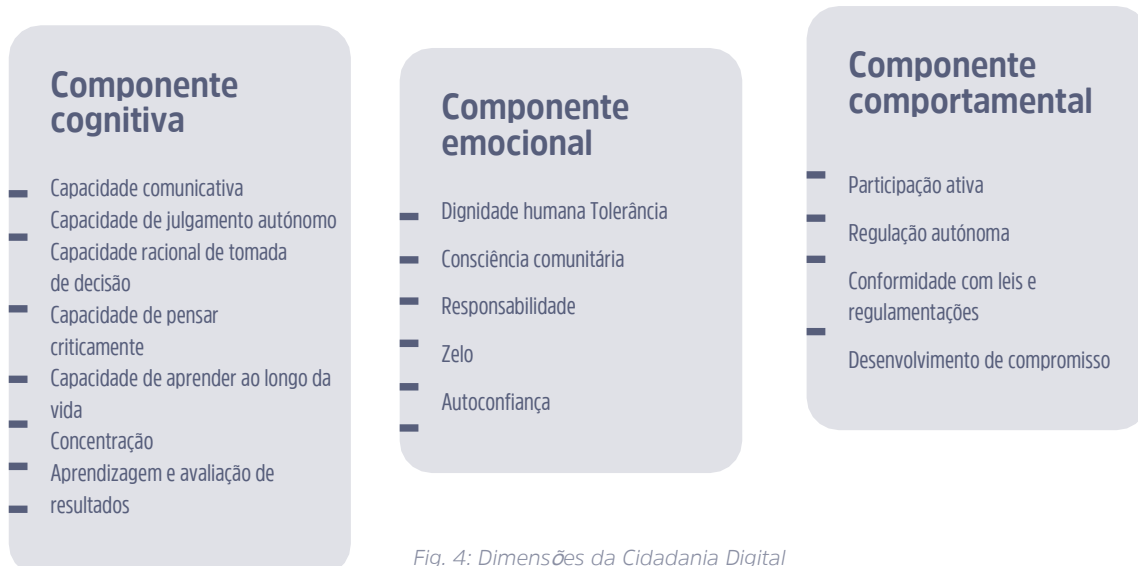 Componente
cognitiva
Capacidade comunicativa
Capacidade de julgamento autónomo
Capacidade racional de tomada
de decisão
Capacidade de pensar
criticamente
Capacidade de aprender ao longo da
vida
Concentração
Aprendizagem e avaliação de
resultados
Componente
emocional
Dignidade humana Tolerância
Consciência comunitária
Responsabilidade
Zelo
Autoconfiança
Componente
comportamental
Participação ativa
Regulação autónoma
Conformidade com leis e
regulamentações
Desenvolvimento de compromisso
Fig. 4: Dimensões da Cidadania Digital